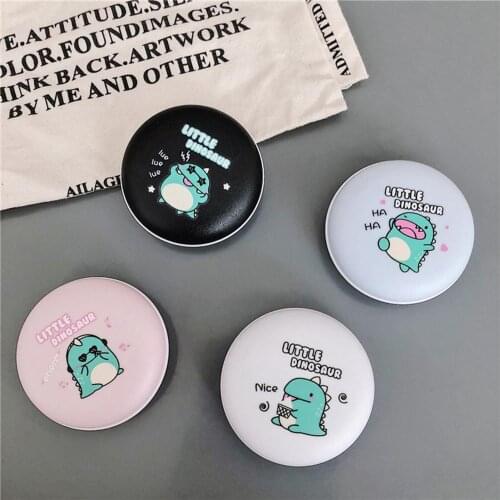 E.ATTITUDE.SILE
OLOR.FOUNDIMAGES.
HINK BACK.ARTWORK
BY ME AND OTHER
ADMITTED
AILAG
LITTLE
DINOSAUR
lue
lue
lue
LITTLE
DINOSAUR
HA
HA
LITTLE
DINOSAUR
LITTLE
DINOSAUR
Nice